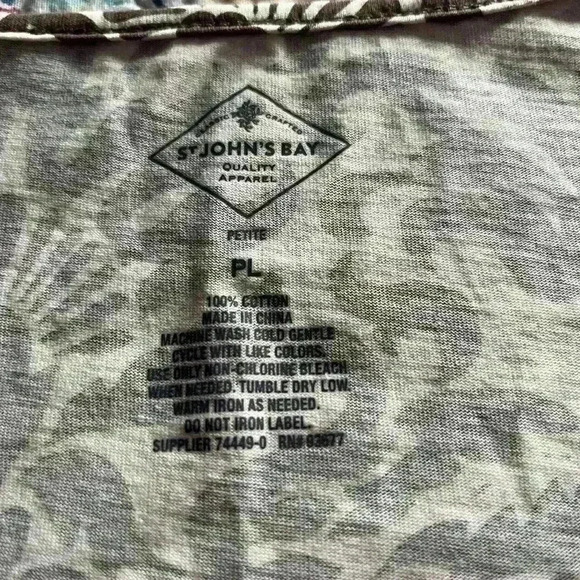 CLASSIC CRAFTED
ST JOHN'S BAY
QUALITY
APPAREL
PETITE
PL
100% COTTON
MADE IN CHINA
MACHINE WASH COLD GENTLE
CYCLE WITH LIKE COLORS.
USE ONLY NON-CHLORINE BLEACH
WHEN NEEDED. TUMBLE DRY LOW.
WARM IRON AS NEEDED.
DO NOT IRON LABEL.
SUPPLIER 74449-0 RN# 93677